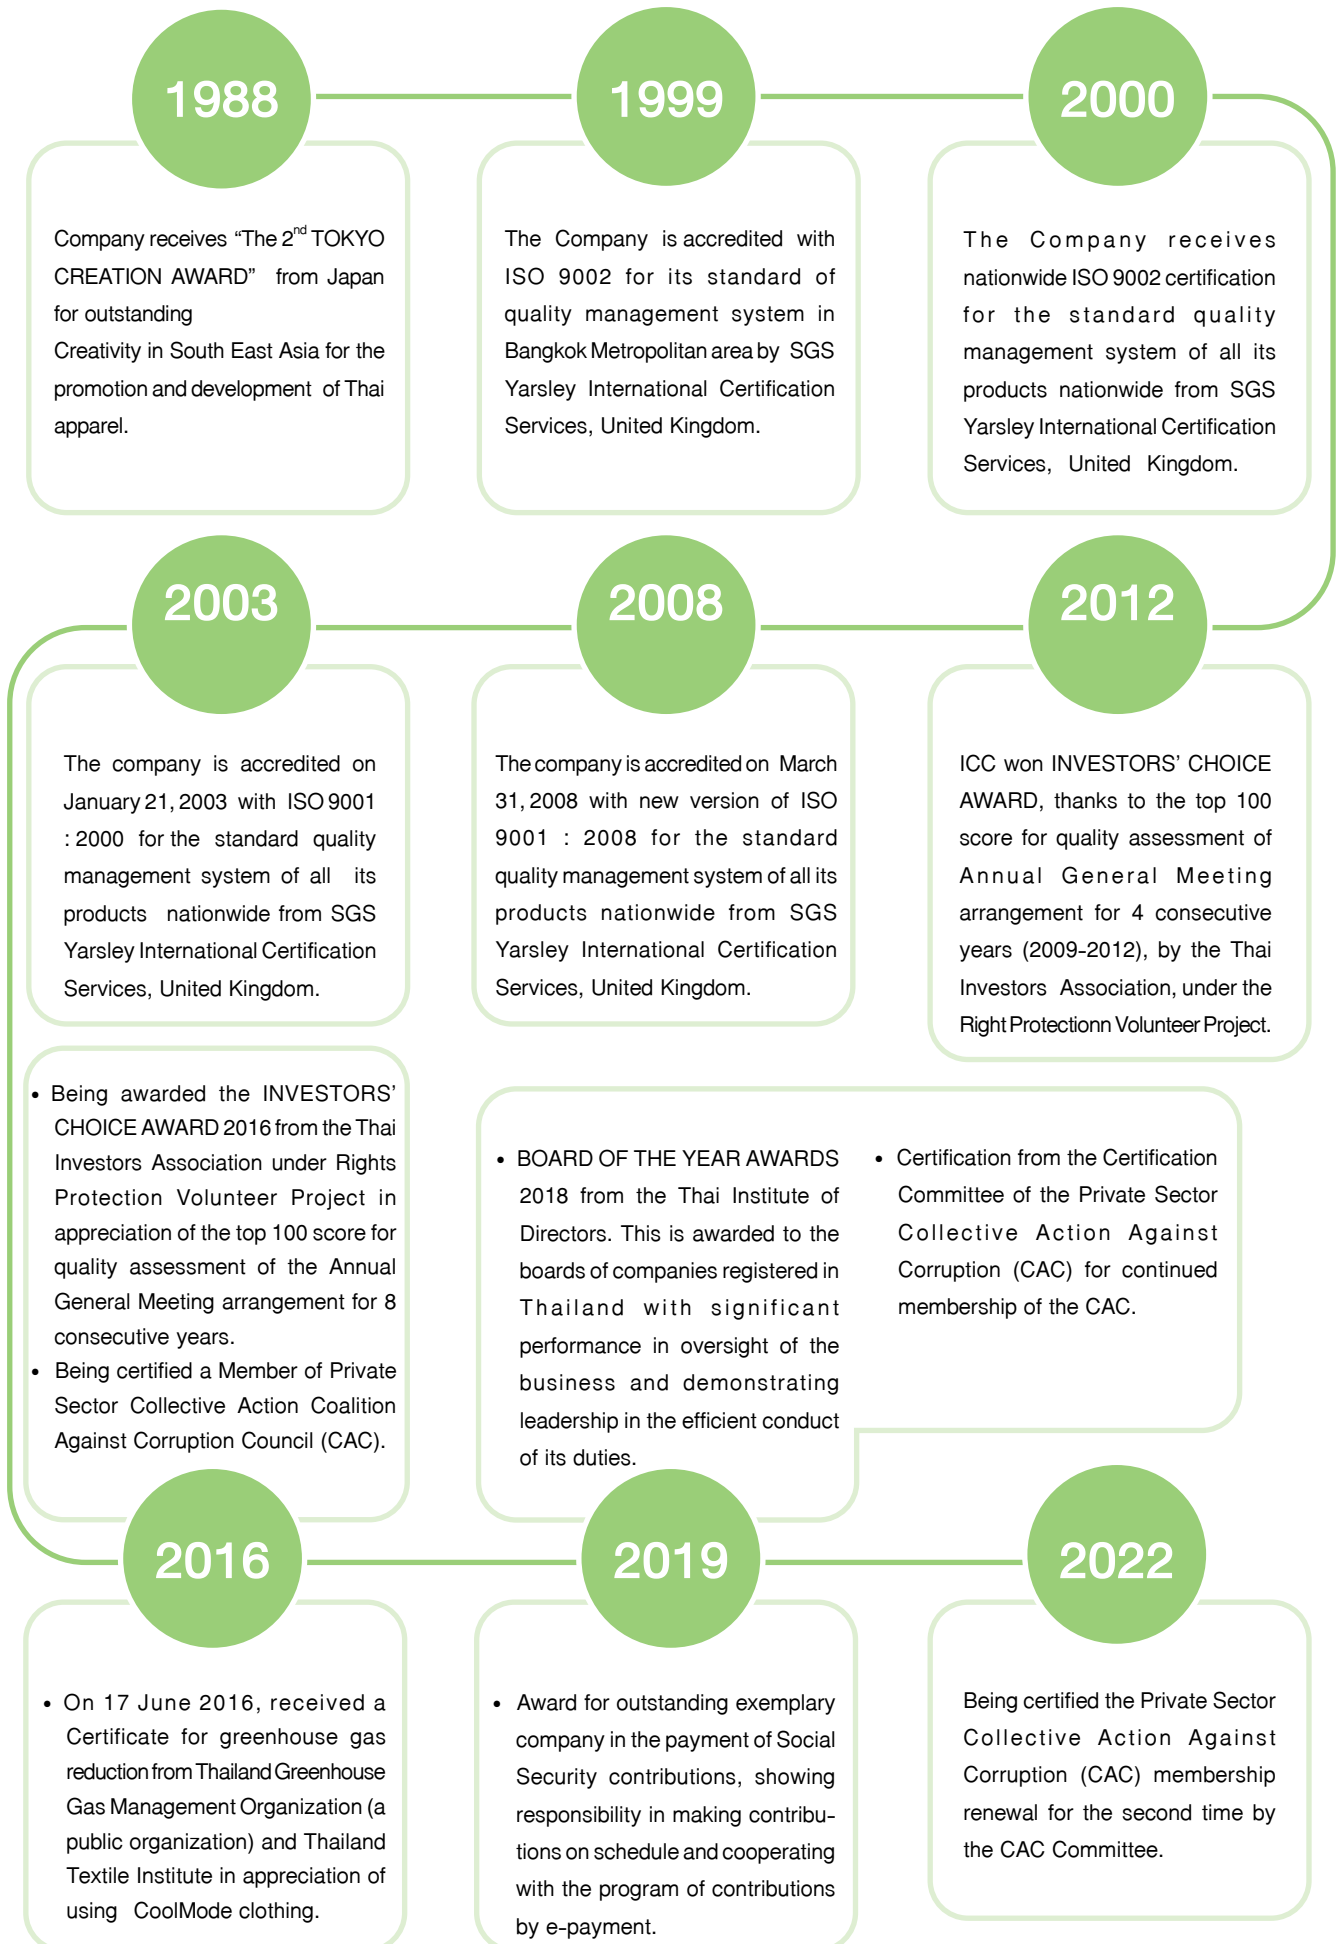 1988
Company receives “The 2nd TOKYO
CREATION AWARD” from Japan
for outstanding
Creativity in South East Asia for the
promotion and development of Thai
apparel.
1999
The Company is accredited with
ISO 9002 for its standard of
quality management system in
Bangkok Metropolitan area by SGS
Yarsley International Certification
Services, United Kingdom.
2000
The Company receives
nationwide ISO 9002 certification
for the standard quality
management system of all its
products nationwide from SGS
Yarsley International Certification
Services, United Kingdom.
2003
The company is accredited on
January 21, 2003 with ISO 9001
: 2000 for the standard quality
management system of all its
products nationwide from SGS
Yarsley International Certification
Services, United Kingdom.
2008
The company is accredited on March
31, 2008 with new version of ISO
9001 : 2008 for the standard
quality management system of all its
products nationwide from SGS
Yarsley International Certification
Services, United Kingdom.
2012
ICC won INVESTORS’ CHOICE
AWARD, thanks to the top 100
score for quality assessment of
Annual General Meeting
arrangement for 4 consecutive
years (2009-2012), by the Thai
Investors Association, under the
Right Protectionn Volunteer Project.
• Being awarded the INVESTORS’
CHOICE AWARD 2016 from the Thai
Investors Association under Rights
Protection Volunteer Project in
appreciation of the top 100 score for
quality assessment of the Annual
General Meeting arrangement for 8
consecutive years.
• Being certified a Member of Private
Sector Collective Action Coalition
Against Corruption Council (CAC).
2016
• On 17 June 2016, received a
Certificate for greenhouse gas
reduction from Thailand Greenhouse
Gas Management Organization (a
public organization) and Thailand
Textile Institute in appreciation of
using CoolMode clothing.
• BOARD OF THE YEAR AWARDS
2018 from the Thai Institute of
Directors. This is awarded to the
boards of companies registered in
Thailand with significant
performance in oversight of the
business and demonstrating
leadership in the efficient conduct
of its duties.
• Certification from the Certification
Committee of the Private Sector
Collective Action Against
Corruption (CAC) for continued
membership of the CAC.
2019
• Award for outstanding exemplary
company in the payment of Social
Security contributions, showing
responsibility in making contribu-
tions on schedule and cooperating
with the program of contributions
by e-payment.
2022
Being certified the Private Sector
Collective Action Against
Corruption (CAC) membership
renewal for the second time by
the CAC Committee.